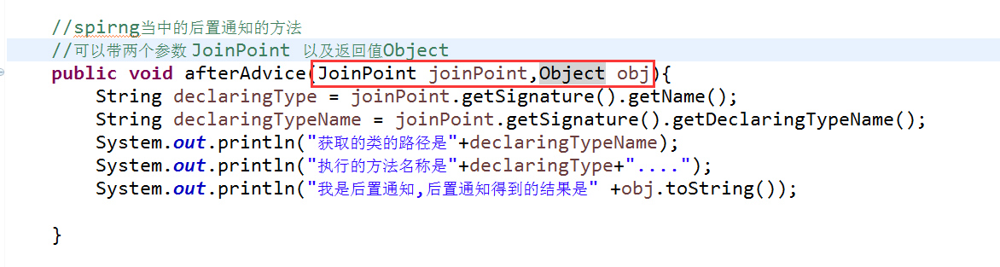 //spirng当中的后置通知的方法
//可以带两个参数 JoinPoint 以及返回值Object
public void afterAdvice(JoinPoint joinPoint,Object obj){
String declaringType = joinPoint.getSignature().getName();
String declaringTypeName = joinPoint.getSignature().getDeclaringTypeName();
System.out.println("获取的类的路径是"+declaringTypeName);
System.out.println("执行的方法名称是"+declaringType+"....");
System.out.println("我是后置通知,后置通知得到的结果是" +obj.toString());
}